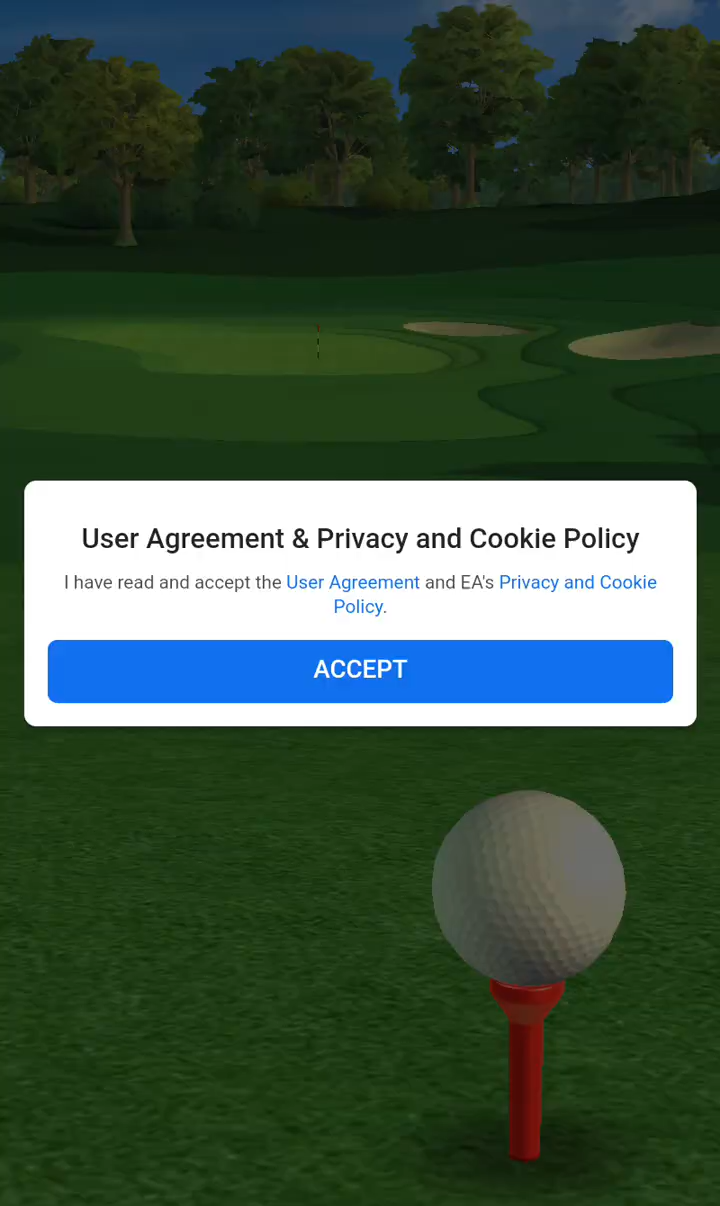 User Agreement & Privacy and Cookie Policy
I have read and accept the User Agreement and EA's Privacy and Cookie
Policy.
ACCEPT